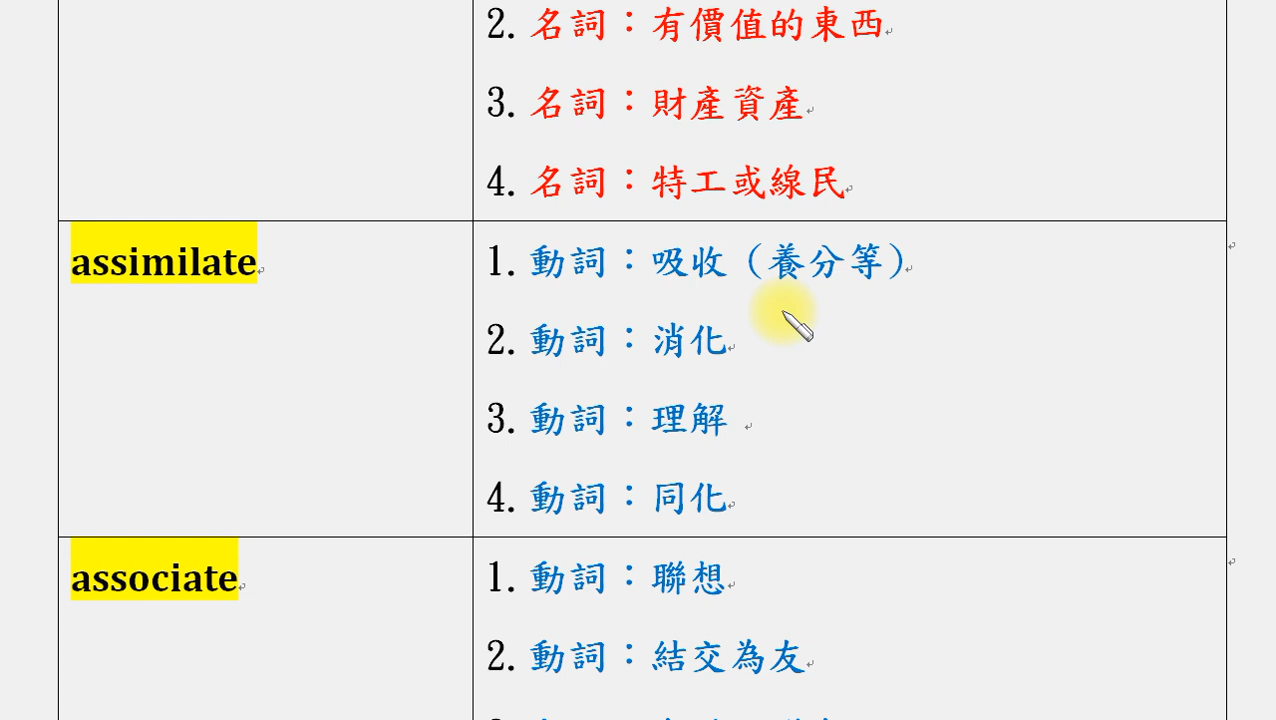 2. 名詞：有價值的東西
3. 名詞：財產資產
4. 名詞：特工或線民
assimilate
1. 動詞：吸收（養分等）
2. 動詞：消化
3. 動詞：理解
4. 動詞：同化
associate
1. 動詞：聯想
2. 動詞：結交為友